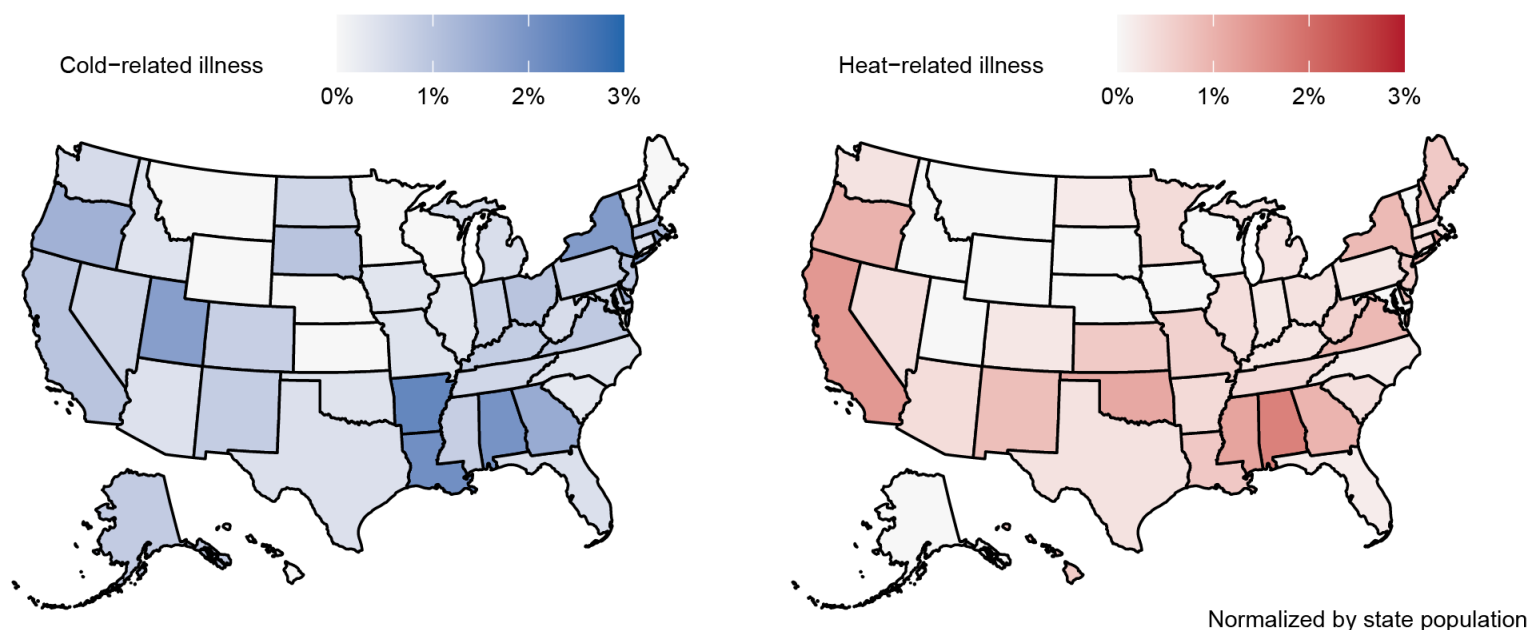 Cold−related illness
0% 1% 2% 3%
Heat−related illness
0% 1% 2% 3%
Normalized by state population